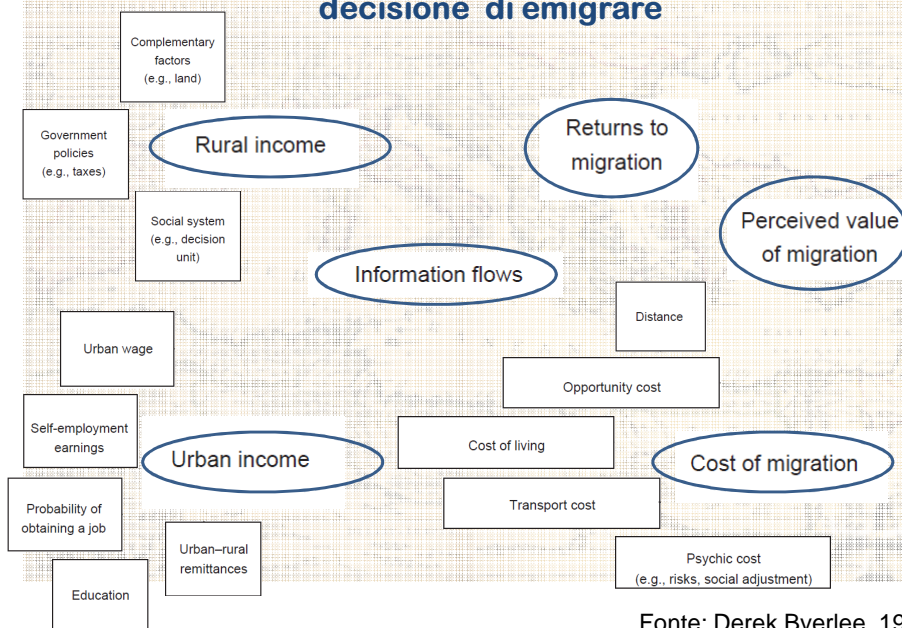 decisione di emigrare
Complementary
factors
(e.g., land)
Government
policies
(e.g., taxes)
Rural income
Returns to
migration
Social system
(e.g., decision
unit)
Perceived value
of migration
Information flows
Distance
Urban wage
Opportunity cost
Self-employment
earnings
Cost of living
Urban income
Cost of migration
Probability of
obtaining a job
Transport cost
Urban–rural
remittances
Psychic cost
(e.g., risks, social adjustment)
Education
Fonte: Derek Byerlee, 19